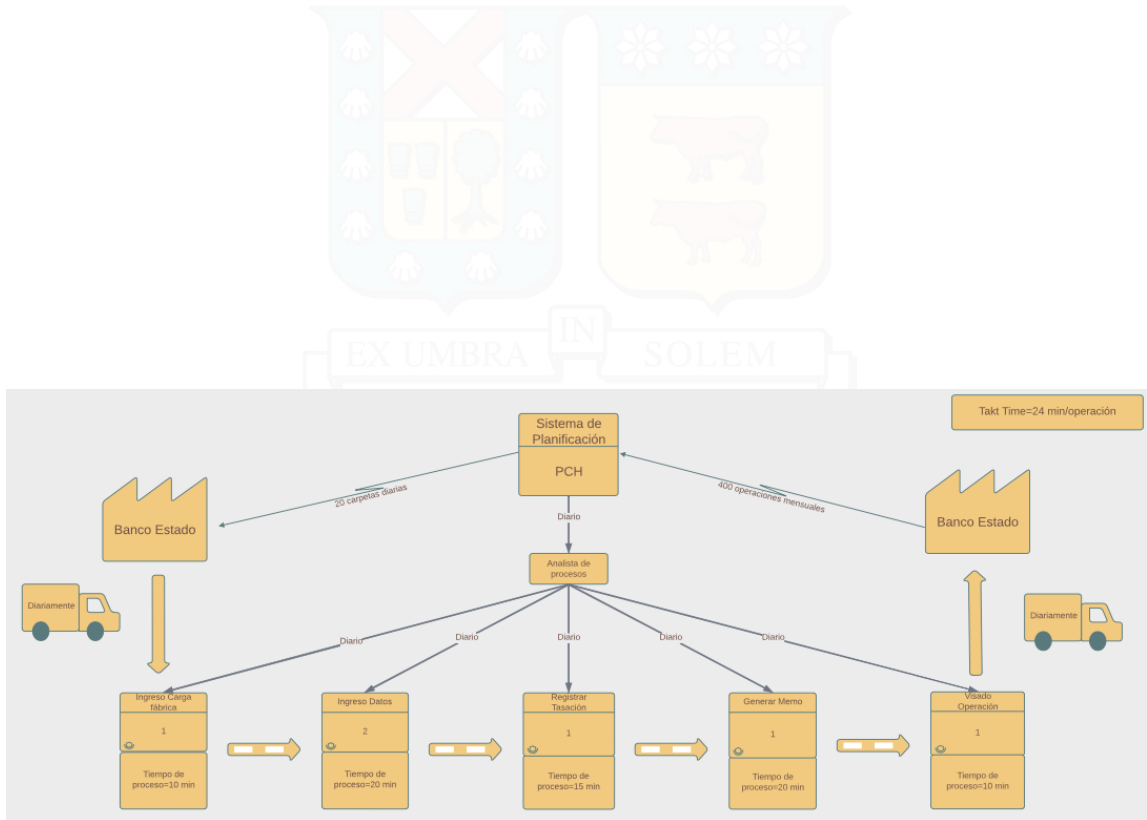 EX UMBRA IN SOLEM
Takt Time=24 min/operación
Sistema de
Planificación
PCH
20 carpetas diarias
400 operaciones mensuales
Banco Estado
Banco Estado
Diario
Analista de
procesos
Diariamente
Diariamente
Diario
Diario
Diario
Diario
Diario
Ingreso Carga
fábrica
1
Tiempo de
proceso=10 min
Ingreso Datos
2
Tiempo de
proceso=20 min
Registrar
Tasación
1
Tiempo de
proceso=15 min
Generar Memo
1
Tiempo de
proceso=20 min
Visado
Operación
1
Tiempo de
proceso=10 min